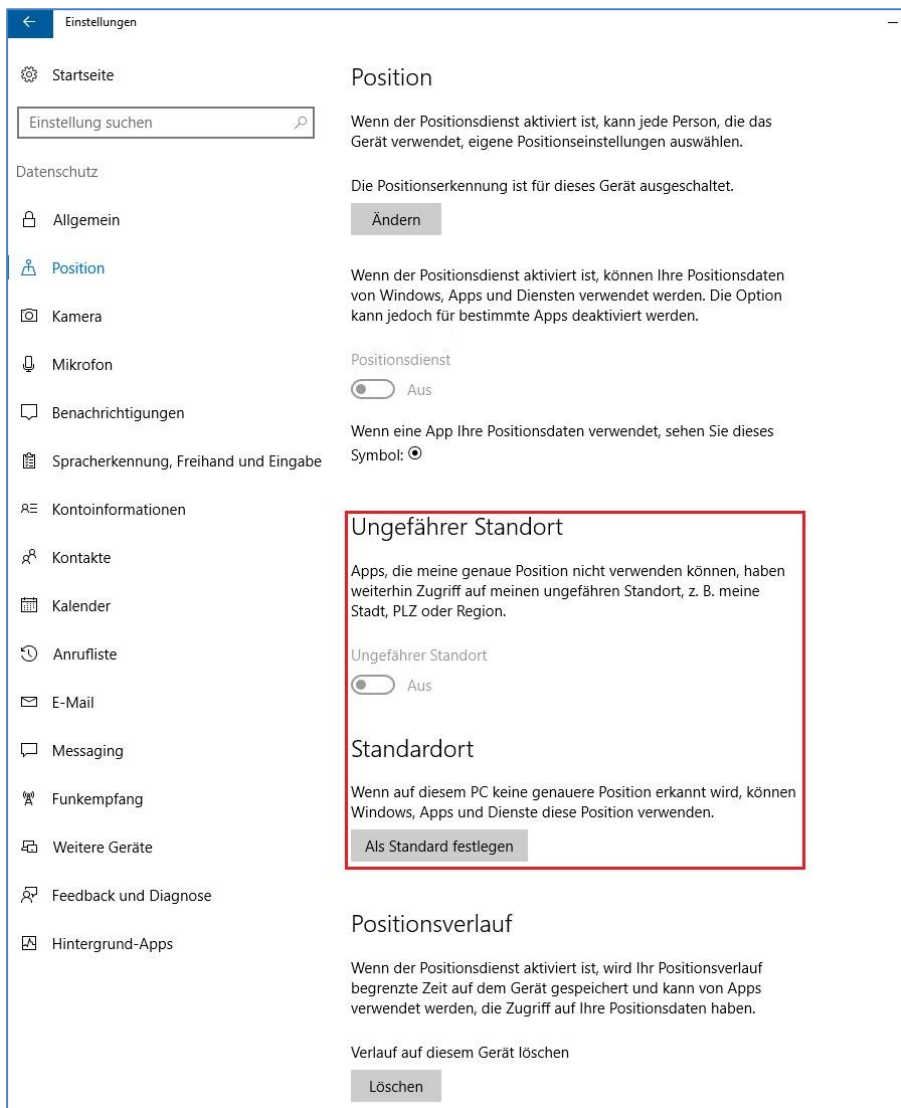 Einstellungen
Startseite
Einstellung suchen
Datenschutz
Allgemein
Position
Kamera
Mikrofon
Benachrichtigungen
Spracherkennung, Freihand und Eingabe
Kontoinformationen
Kontakte
Kalender
Anrufliste
E-Mail
Messaging
Funkempfang
Weitere Geräte
Feedback und Diagnose
Hintergrund-Apps
Position
Wenn der Positionsdienst aktiviert ist, kann jede Person, die das
Gerät verwendet, eigene Positionseinstellungen auswählen.
Die Positionserkennung ist für dieses Gerät ausgeschaltet.
Ändern
Wenn der Positionsdienst aktiviert ist, können Ihre Positionsdaten
von Windows, Apps und Diensten verwendet werden. Die Option
kann jedoch für bestimmte Apps deaktiviert werden.
Positionsdienst
Aus
Wenn eine App Ihre Positionsdaten verwendet, sehen Sie dieses
Symbol:
Ungefährer Standort
Apps, die meine genaue Position nicht verwenden können, haben
weiterhin Zugriff auf meinen ungefähren Standort, z. B. meine
Stadt, PLZ oder Region.
Ungefährer Standort
Aus
Standardort
Wenn auf diesem PC keine genauere Position erkannt wird, können
Windows, Apps und Dienste diese Position verwenden.
Als Standard festlegen
Positionsverlauf
Wenn der Positionsdienst aktiviert ist, wird Ihr Positionsverlauf
begrenzte Zeit auf dem Gerät gespeichert und kann von Apps
verwendet werden, die Zugriff auf Ihre Positionsdaten haben.
Verlauf auf diesem Gerät löschen
Löschen